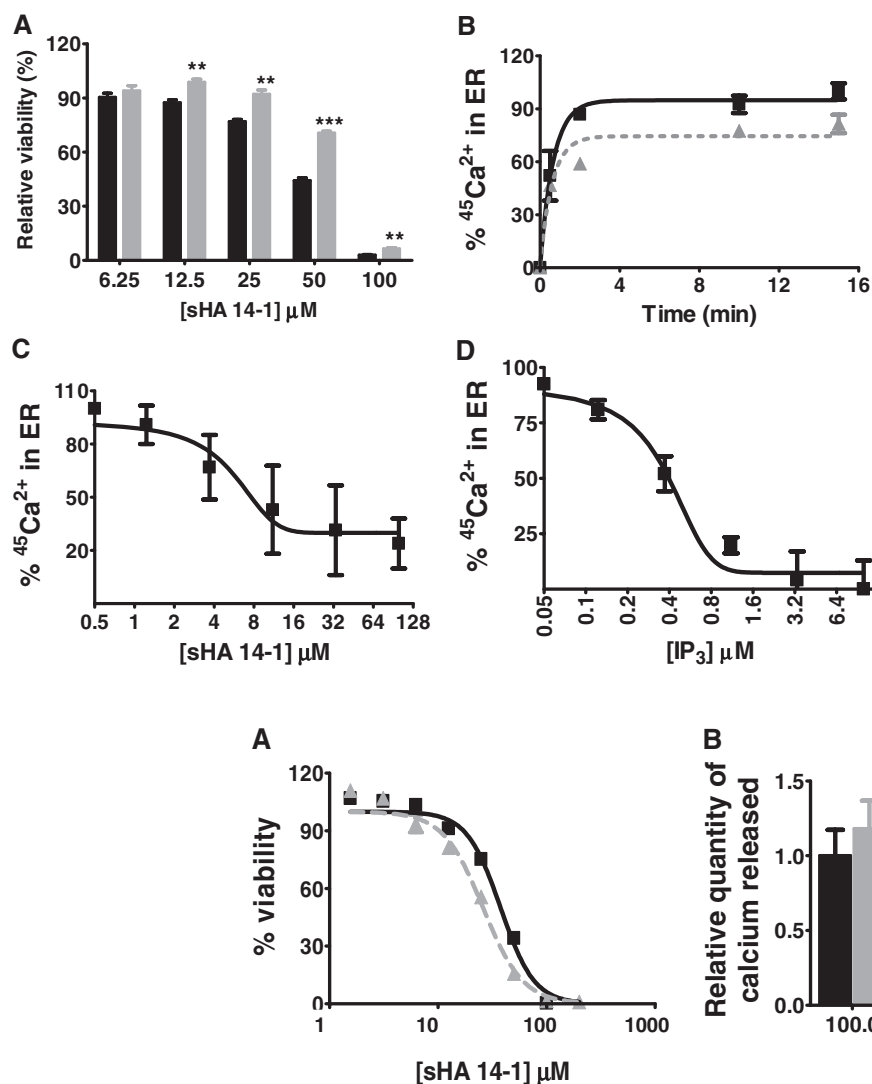 A
Relative viability (%)
120
90
60
30
0
**
**
***
**
6.25 12.5 25 50 100
[sHA 14-1] µM
B
% 45Ca2+ in ER
120
90
60
30
0
0 4 8 12 16
Time (min)
C
% 45Ca2+ in ER
110
80
50
20
0.5 1 2 4 8 16 32 64 128
[sHA 14-1] µM
D
% 45Ca2+ in ER
100
75
50
25
0.05 0.1 0.2 0.4 0.8 1.6 3.2 6.4
[IP3] µM
A
% viability
120
90
60
30
0
1 10 100 1000
[sHA 14-1] µM
B
Relative quantity of
calcium released
1.5
1.0
0.5
0.0
100.0